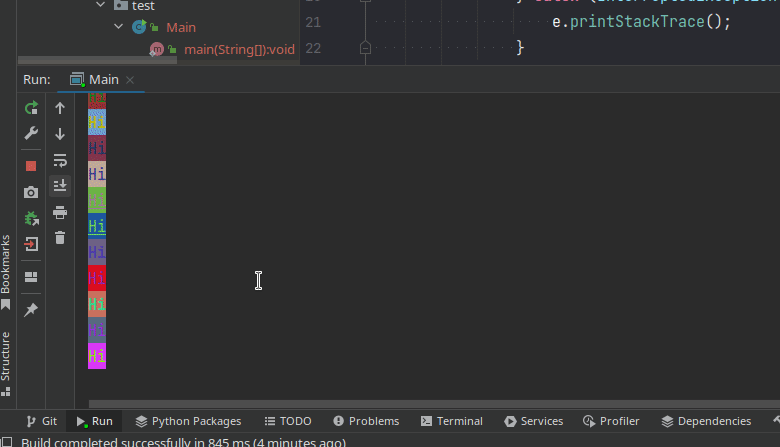 test
Main
main(String[]):void
21 e.printStackTrace();
22 }
Run: Main
Hi
Hi
Hi
Hi
Hi
Hi
Hi
Hi
Hi
Hi
Bookmarks
Structure
Git Run Python Packages TODO Problems Terminal Services Profiler Dependencies
Build completed successfully in 845 ms (4 minutes ago)